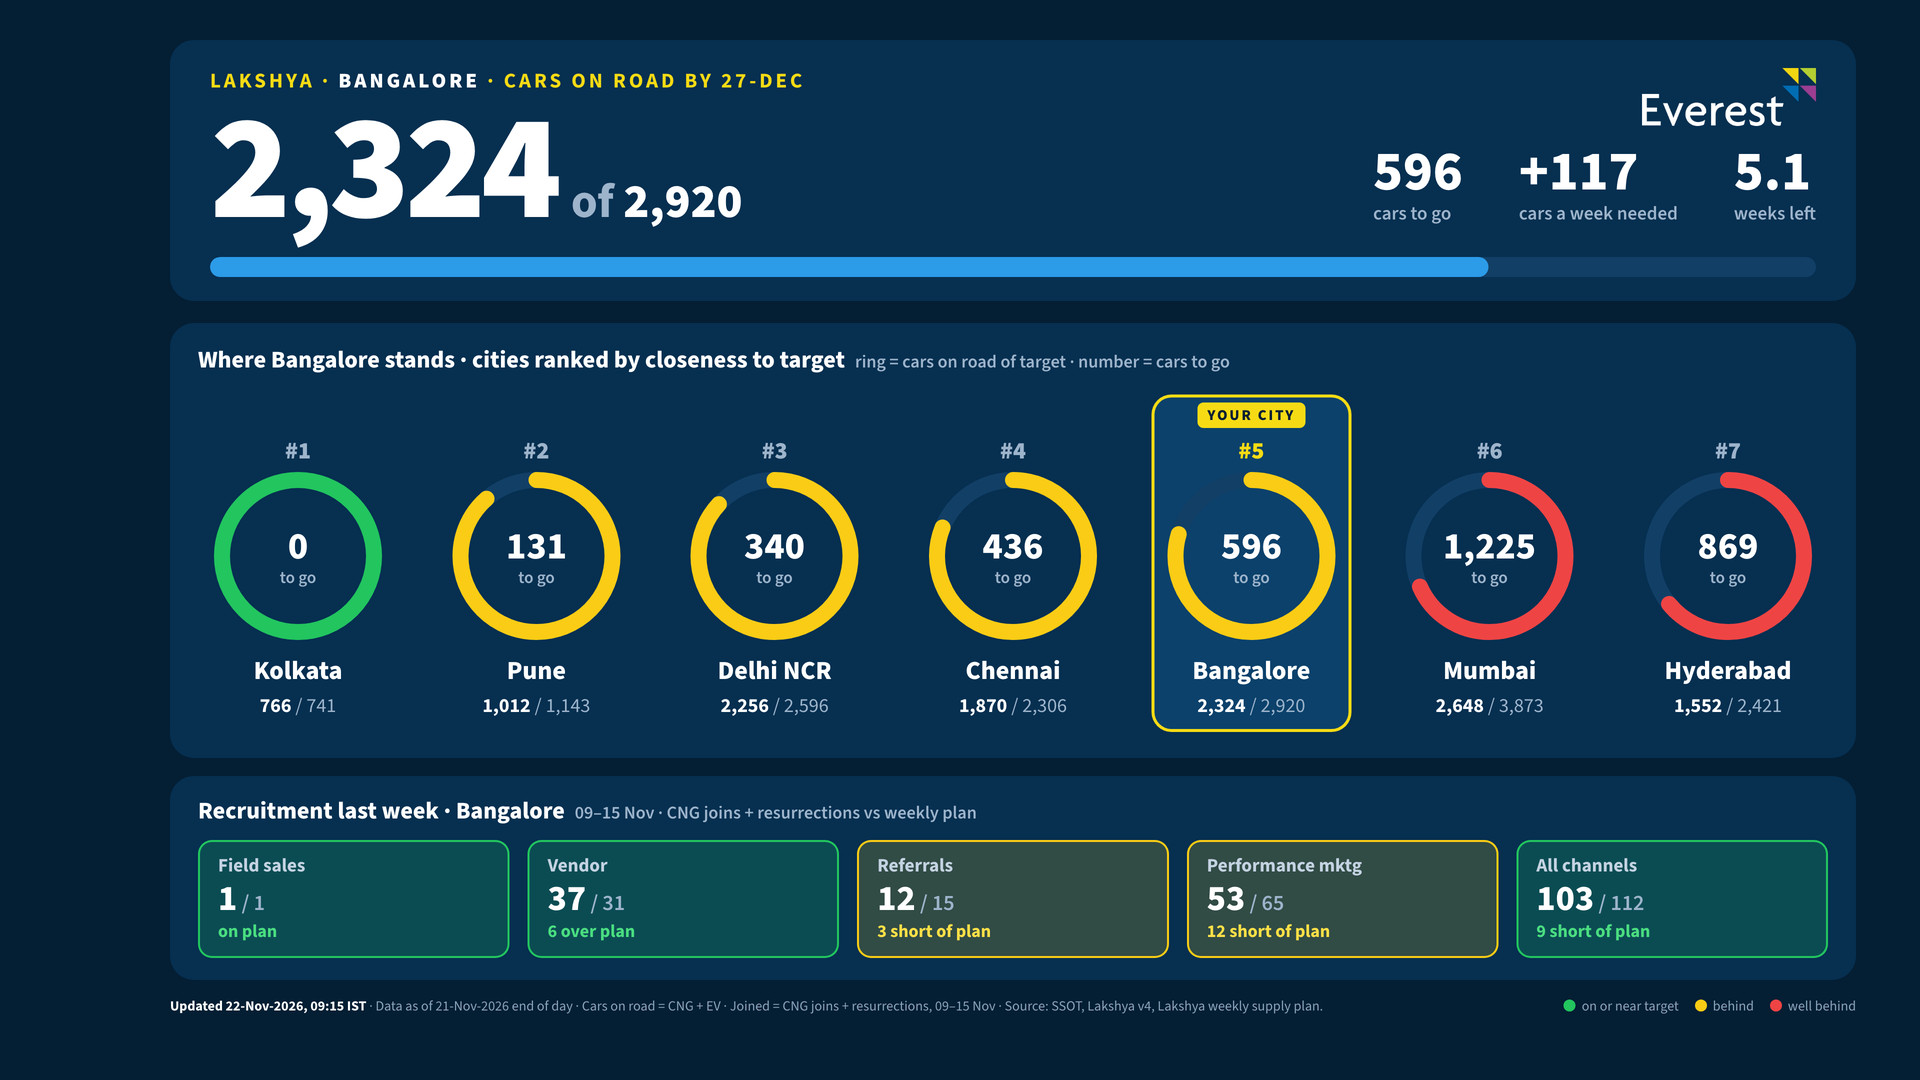 LAKSHYA · BANGALORE · CARS ON ROAD BY 27-DEC
Everest
2,324 of 2,920
596 cars to go
+117 cars a week needed
5.1 weeks left
Where Bangalore stands · cities ranked by closeness to target ring = cars on road of target · number = cars to go
YOUR CITY
#1
0
to go
Kolkata
766 / 741
#2
131
to go
Pune
1,012 / 1,143
#3
340
to go
Delhi NCR
2,256 / 2,596
#4
436
to go
Chennai
1,870 / 2,306
#5
596
to go
Bangalore
2,324 / 2,920
#6
1,225
to go
Mumbai
2,648 / 3,873
#7
869
to go
Hyderabad
1,552 / 2,421
Recruitment last week · Bangalore 09–15 Nov · CNG joins + resurrections vs weekly plan
Field sales
1 / 1
on plan
Vendor
37 / 31
6 over plan
Referrals
12 / 15
3 short of plan
Performance mktg
53 / 65
12 short of plan
All channels
103 / 112
9 short of plan
Updated 22-Nov-2026, 09:15 IST · Data as of 21-Nov-2026 end of day · Cars on road = CNG + EV · Joined = CNG joins + resurrections, 09–15 Nov · Source: SSOT, Lakshya v4, Lakshya weekly supply plan.
on or near target
behind
well behind